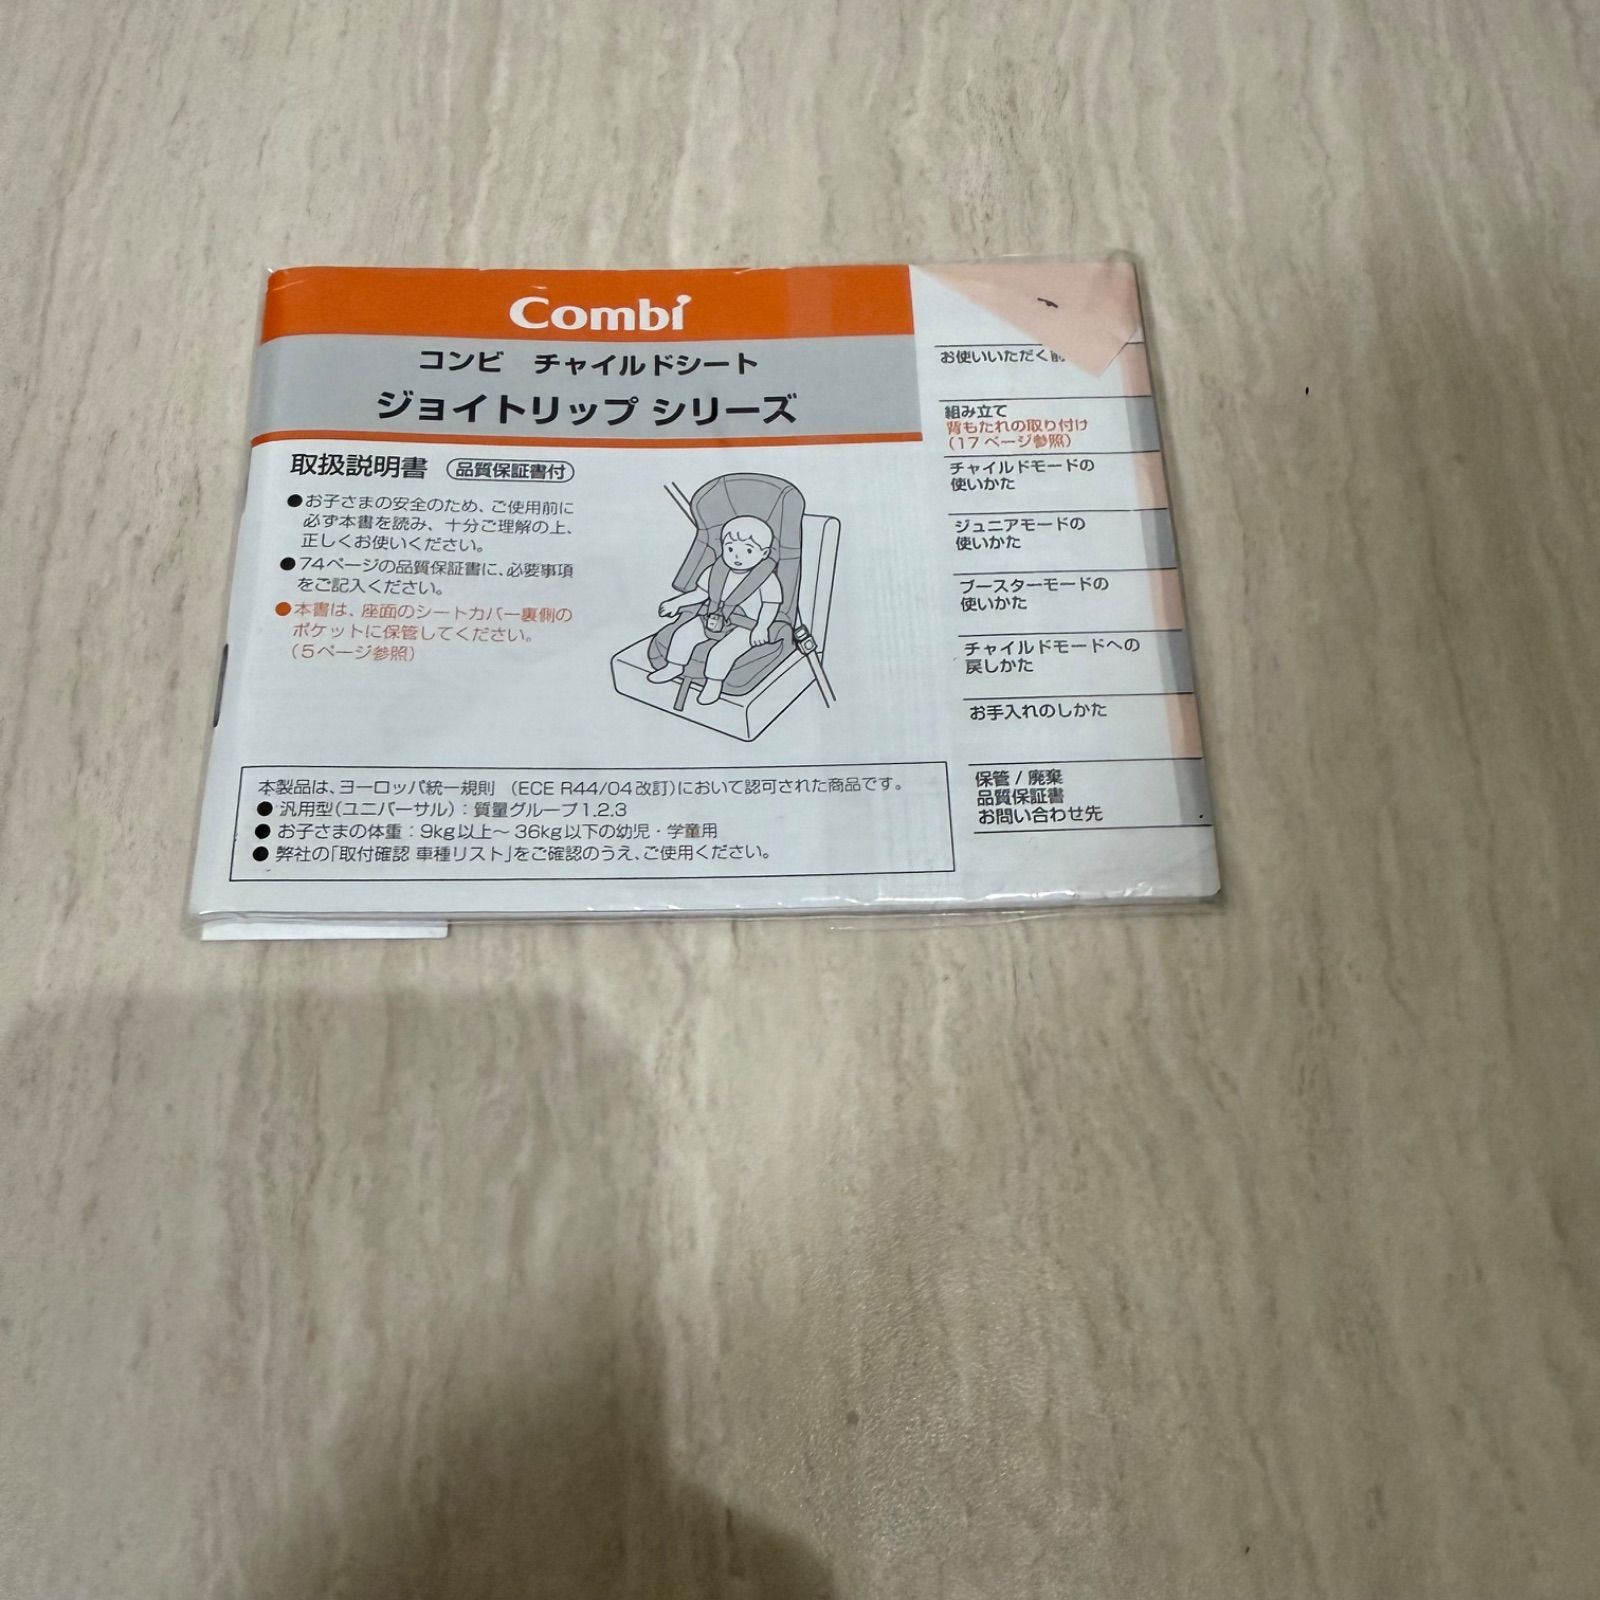 Combi
コンビ チャイルドシート
ジョイトリップ シリーズ
取扱説明書 品質保証書付
●お子さまの安全のため、ご使用前に
必ず本書を読み、十分ご理解の上、
正しくお使いください。
●74ページの品質保証書に、必要事項
をご記入ください。
●本書は、座面のシートカバー裏側の
ポケットに保管してください。
(5ページ参照)
本製品は、ヨーロッパ統一規則 (ECE R44/04改訂)において認可された商品です。
●汎用型(ユニバーサル):質量グループ1.2.3
●お子さまの体重:9kg以上〜36kg以下の幼児・学童用
●弊社の「取付確認 車種リスト」をご確認のうえ、ご使用ください。
お使いいただく
組み立て
背もたれの取り付け
(17ページ参照)
チャイルドモードの
使いかた
ジュニアモードの
使いかた
ブースターモードの
使いかた
チャイルドモードへの
戻しかた
お手入れのしかた
保管/廃棄
品質保証書
お問い合わせ先